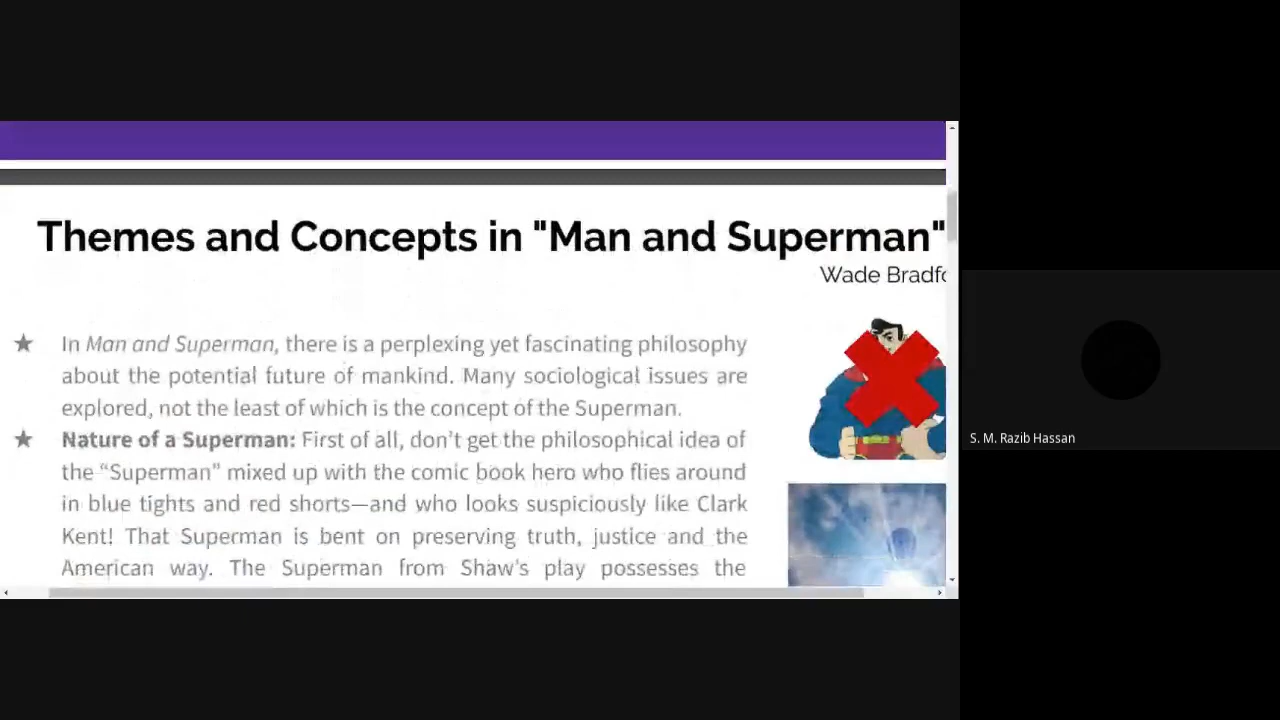 Themes and Concepts in "Man and Superman"
Wade
In Man and Superman, there is a perplexing yet fascinating philosophy
about the potential future of mankind. Many sociological issues are
explored, not the least of which is the concept of the Superman.
Nature of a Superman: First of all, don't get the philosophical idea of
the “Superman” mixed up with the comic book hero who flies around
in blue tights and red shorts—and who looks suspiciously like Clark
Kent! That Superman is bent on preserving truth, justice and the
American way. The Superman from Shaw's play possesses the
S. M. Razib Hassan